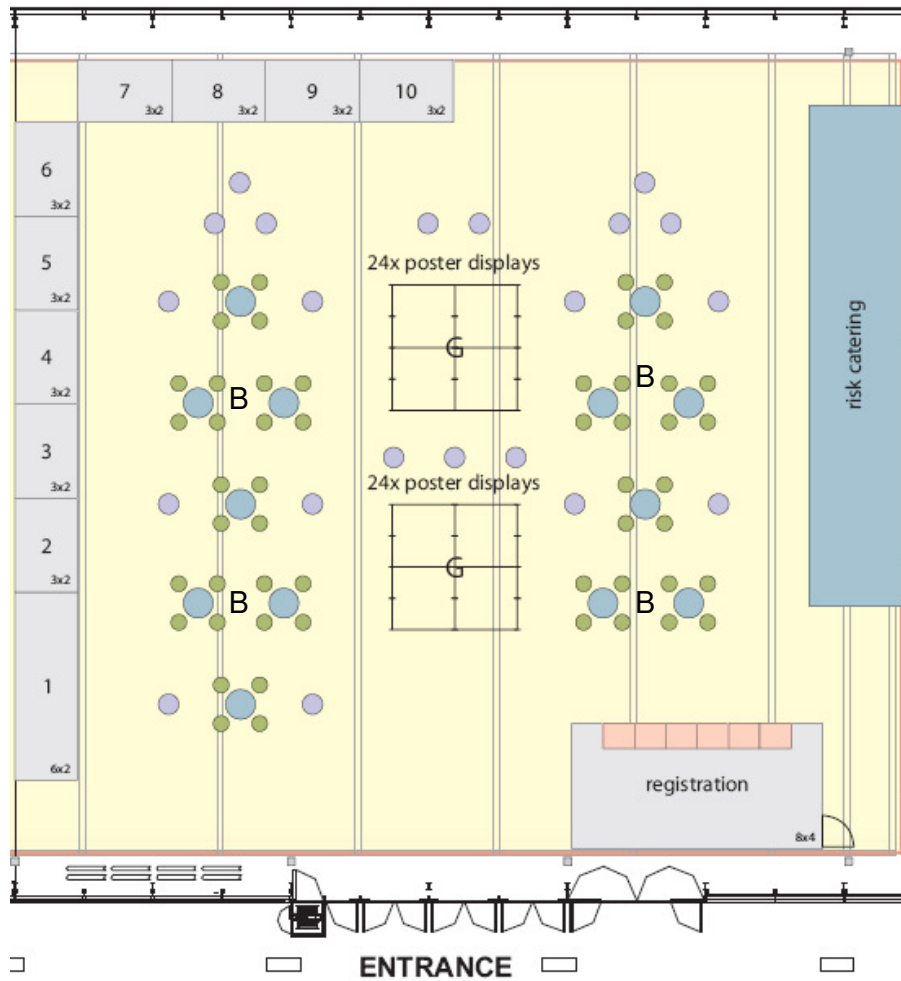 7
3x2
8
3x2
9
3x2
10
3x2
6
3x2
5
3x2
4
3x2
3
3x2
2
3x2
1
6x2
24x poster displays
G
24x poster displays
G
B
B
B
B
risk catering
registration
8x4
ENTRANCE